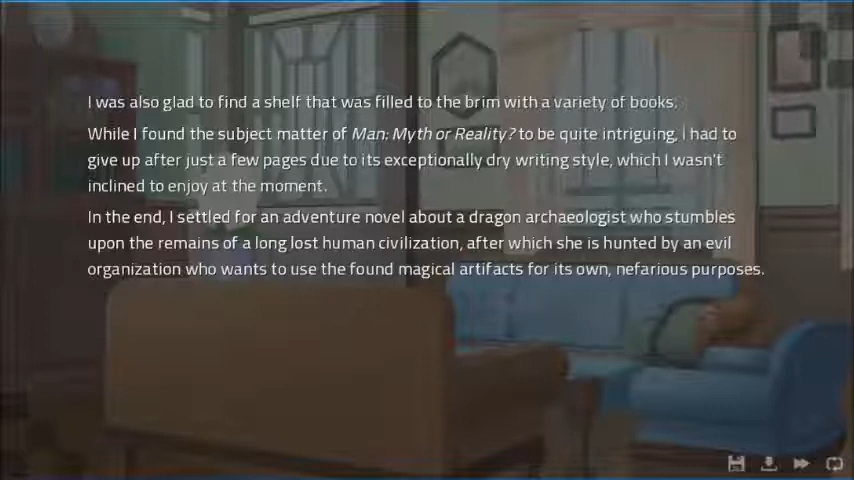 I was also glad to find a shelf that was filled to the brim with a variety of books.
While I found the subject matter of Man: Myth or Reality? to be quite intriguing, I had to
give up after just a few pages due to its exceptionally dry writing style, which I wasn't
inclined to enjoy at the moment.
In the end, I settled for an adventure novel about a dragon archaeologist who stumbles
upon the remains of a long lost human civilization, after which she is hunted by an evil
organization who wants to use the found magical artifacts for its own, nefarious purposes.